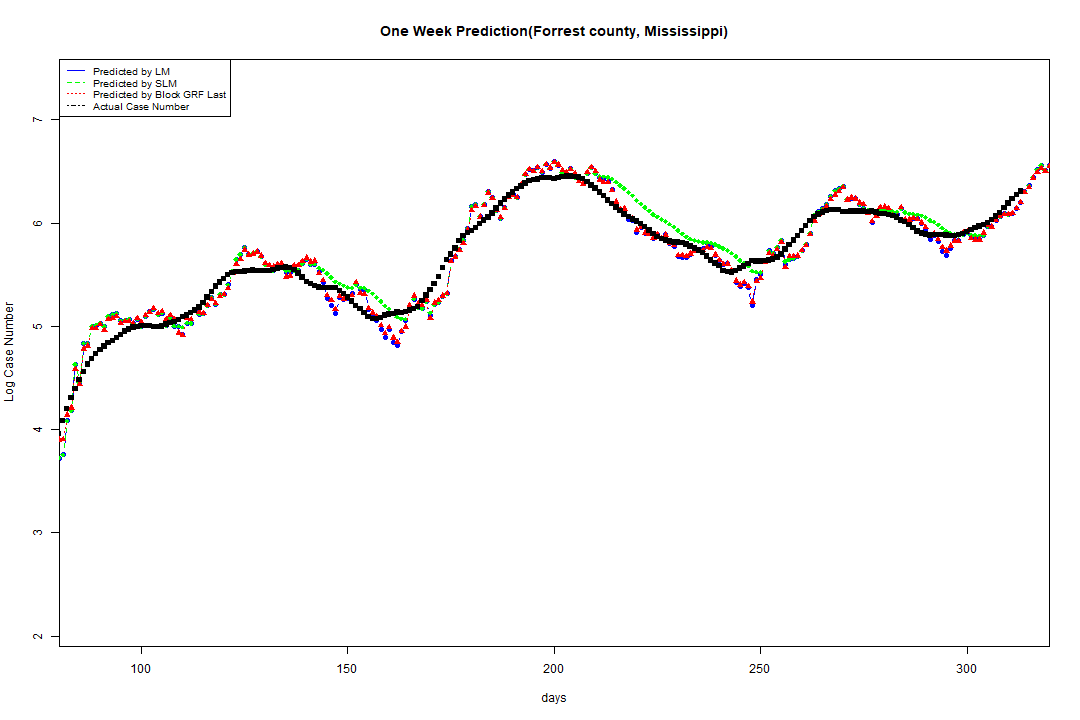 One Week Prediction(Forrest county, Mississippi)
Predicted by LM
Predicted by SLM
Predicted by Block GRF Last
Actual Case Number
7
6
5
4
3
2
Log Case Number
100 150 200 250 300
days